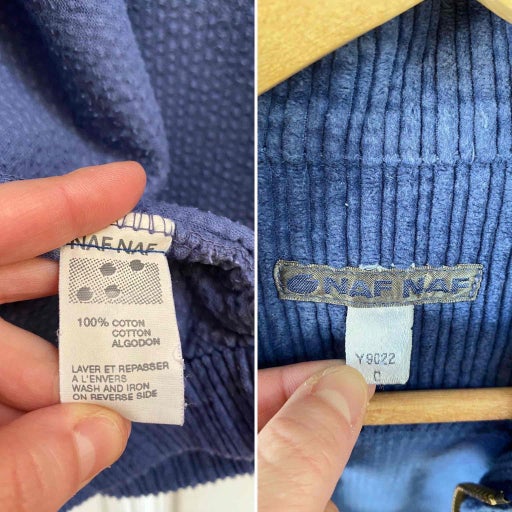 NAF NAF
100% COTON
COTTON
ALGODON
LAVER ET REPASSER
A L'ENVERS
WASH AND IRON
ON REVERSE SIDE
NAF NAF
Y9022